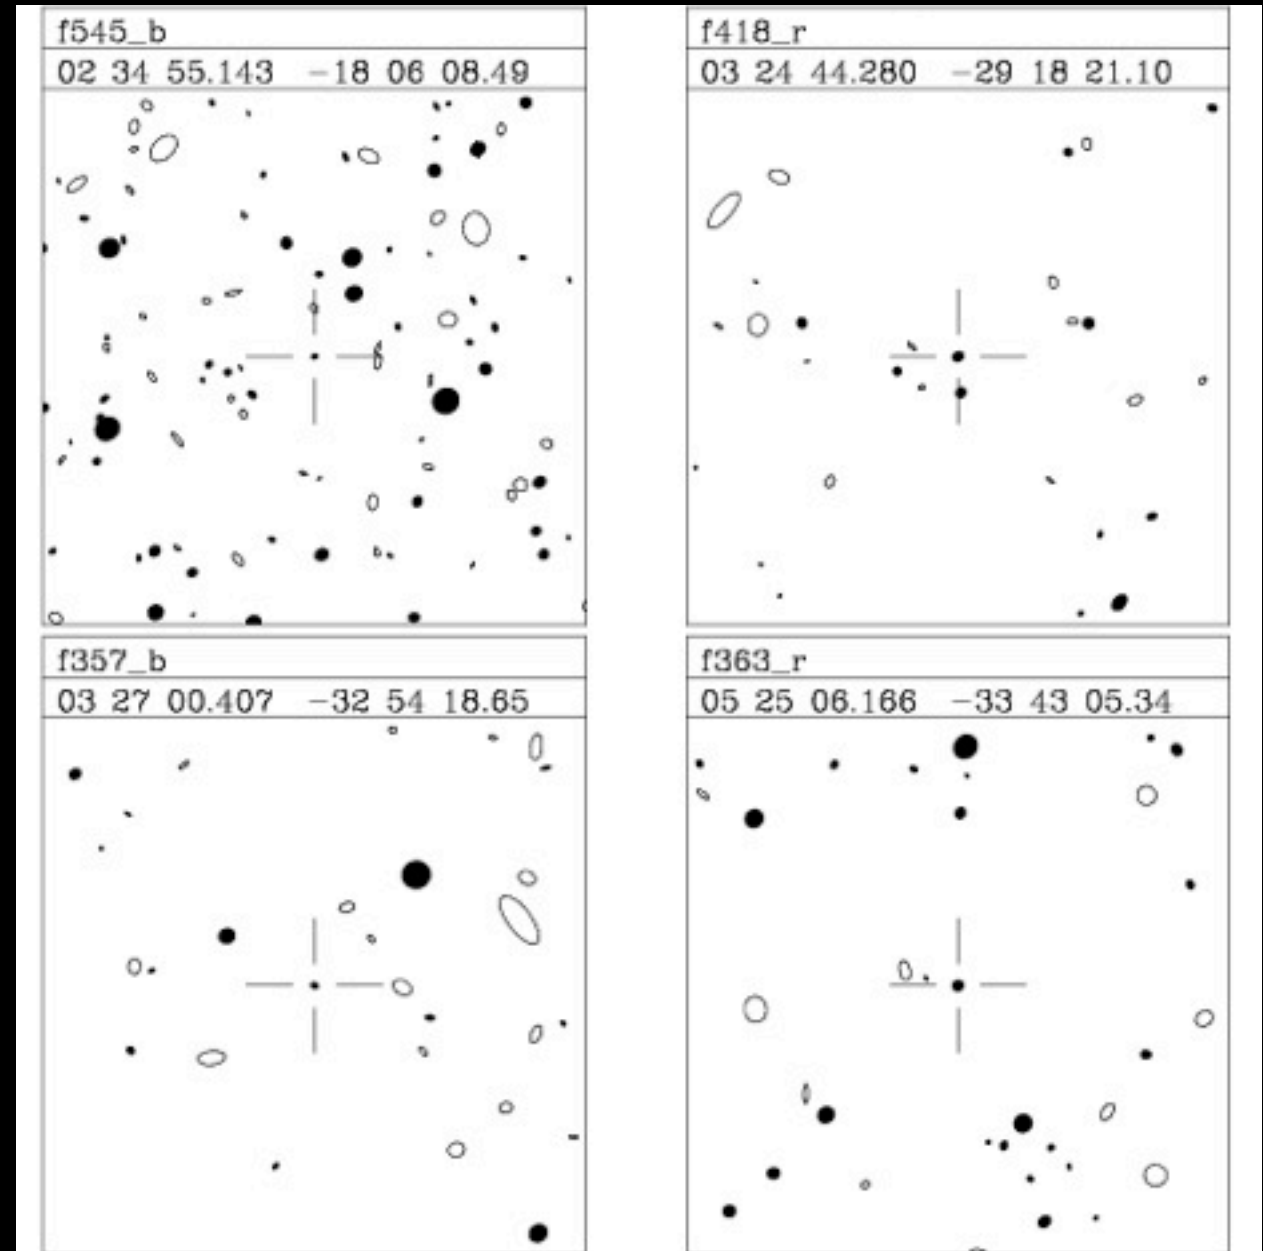 f545_b
02 34 55.143 -18 06 08.49
f418_r
03 24 44.280 -29 18 21.10
f357_b
03 27 00.407 -32 54 18.65
f363_r
05 25 06.166 -33 43 05.34